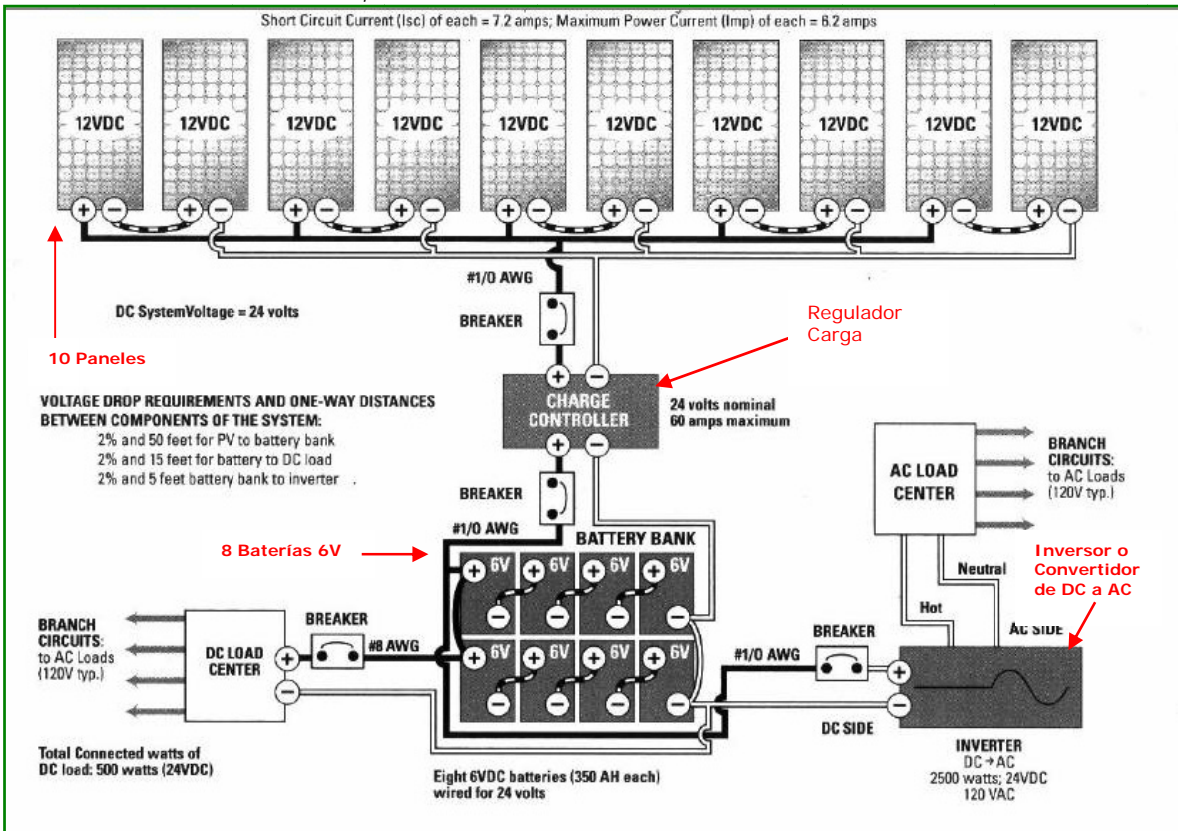 Short Circuit Current (Isc) of each = 7.2 amps; Maximum Power Current (Imp) of each = 6.2 amps
12VDC 12VDC 12VDC 12VDC 12VDC 12VDC 12VDC 12VDC 12VDC 12VDC
+ − + − + − + − + − + − + − + − + − + −
#1/0 AWG
DC SystemVoltage = 24 volts
BREAKER
Regulador
Carga
10 Paneles
+ −
VOLTAGE DROP REQUIREMENTS AND ONE-WAY DISTANCES
BETWEEN COMPONENTS OF THE SYSTEM:
2% and 50 feet for PV to battery bank
2% and 15 feet for battery to DC load
2% and 5 feet battery bank to inverter .
CHARGE
CONTROLLER
24 volts nominal
60 amps maximum
+ −
AC LOAD
CENTER
BRANCH
CIRCUITS:
to AC Loads
(120V typ.)
BREAKER
#1/0 AWG
8 Baterías 6V
BATTERY BANK
+ 6V + 6V + 6V + 6V
− − − −
Neutral
Hot
Inversor o
Convertidor
de DC a AC
AC SIDE
BRANCH
CIRCUITS:
to AC Loads
(120V typ.)
DC LOAD
CENTER
+
−
BREAKER
#8 AWG
+ 6V + 6V + 6V + 6V
− − − −
#1/0 AWG
BREAKER
+
−
DC SIDE
Total Connected watts of
DC load: 500 watts (24VDC)
Eight 6VDC batteries (350 AH each)
wired for 24 volts
INVERTER
DC → AC
2500 watts; 24VDC
120 VAC